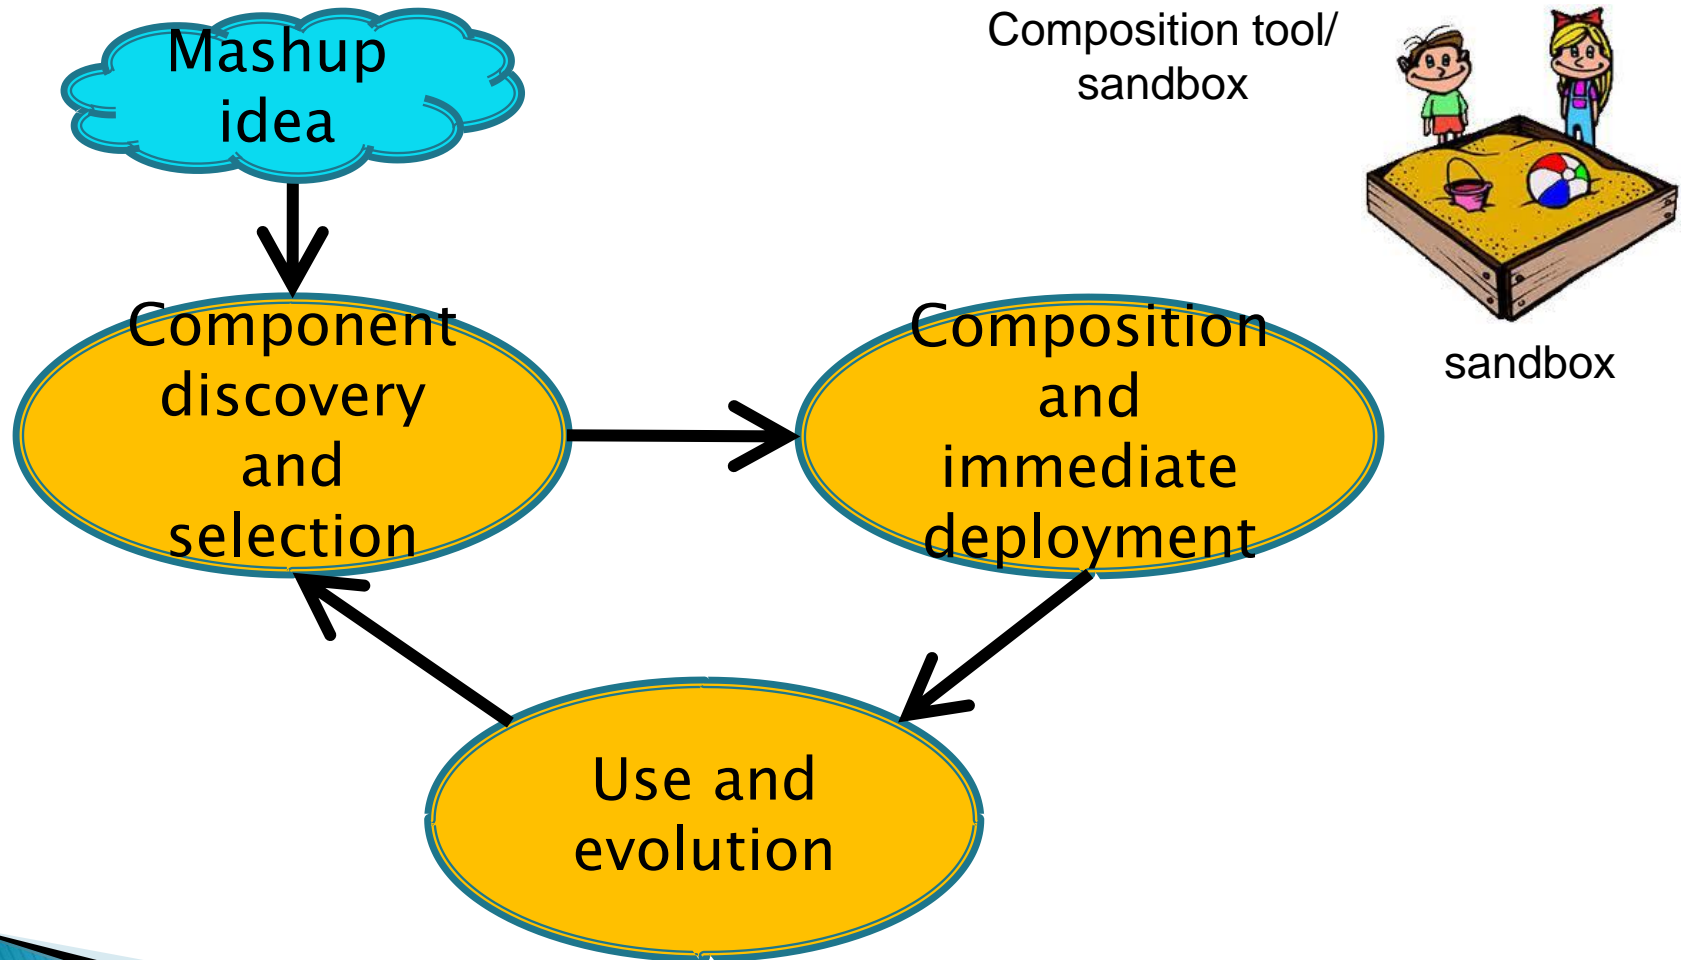 Mashup
idea
Composition tool/
sandbox
sandbox
Component
discovery
and
selection
Composition
and
immediate
deployment
Use and
evolution